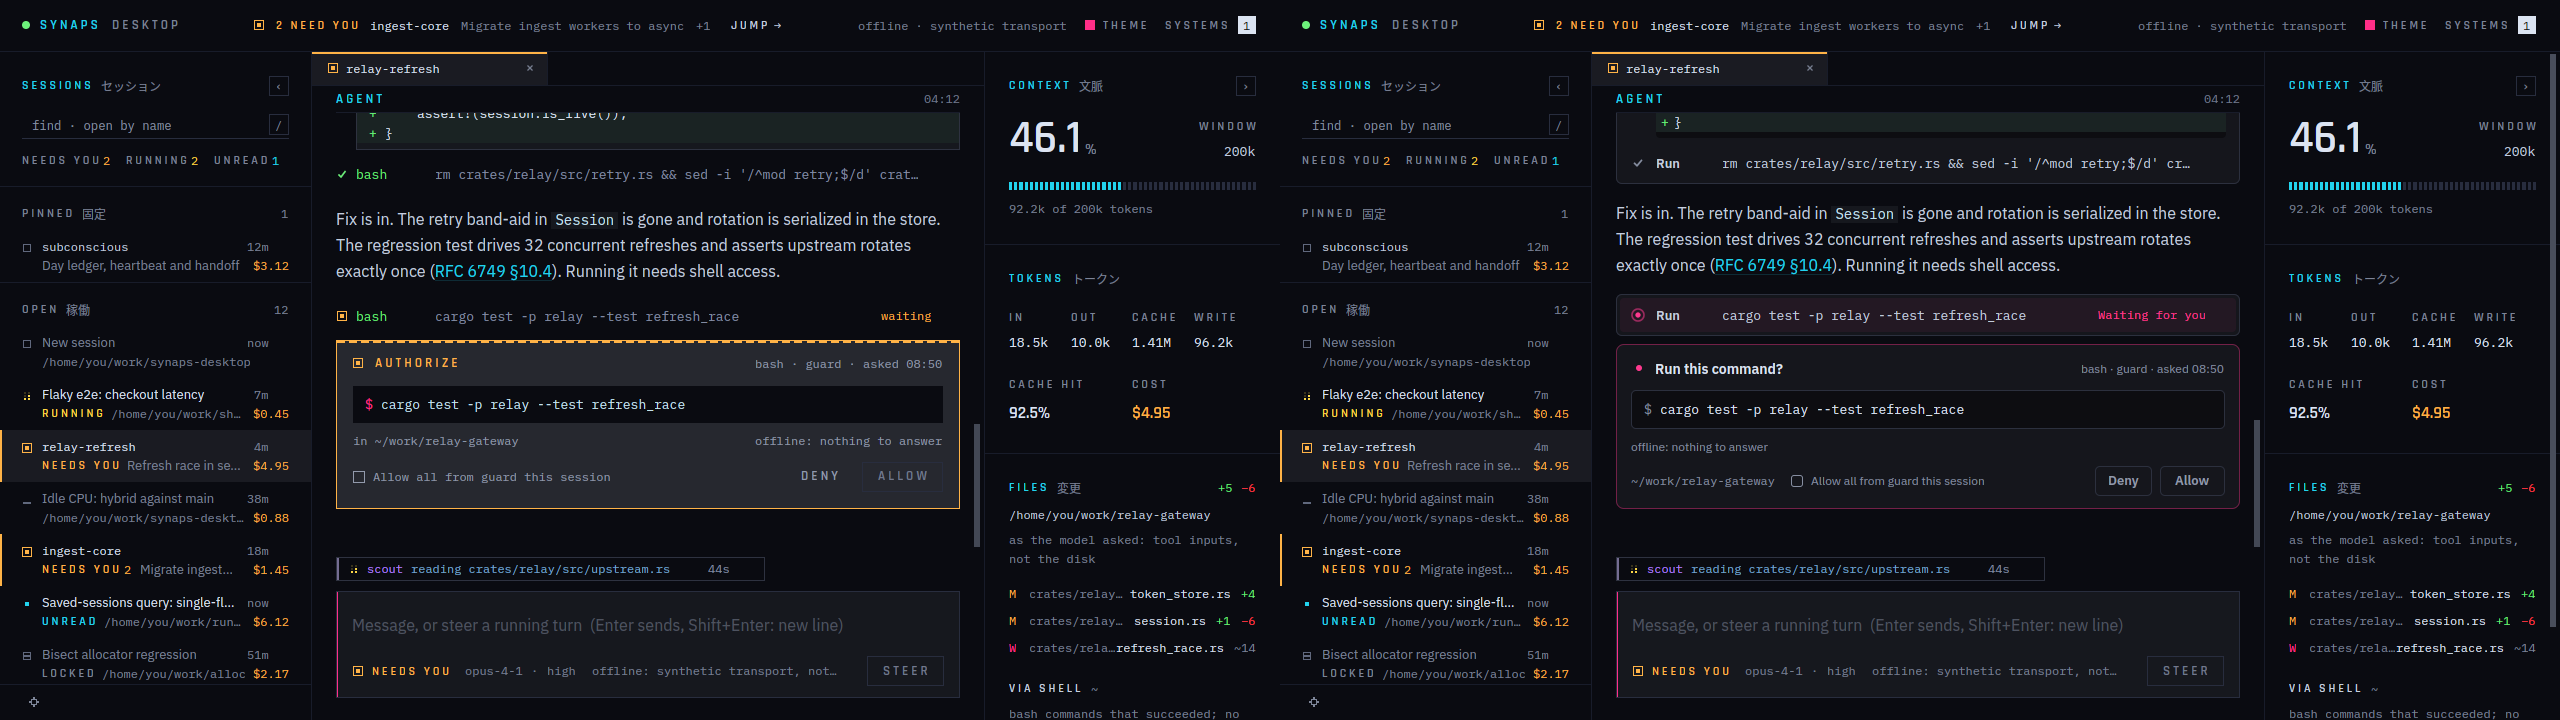 SYNAPS DESKTOP
2 NEED YOU ingest-core Migrate ingest workers to async +1 JUMP →
offline · synthetic transport THEME SYSTEMS 1
SESSIONS セッション ‹
find · open by name /
NEEDS YOU 2 RUNNING 2 UNREAD 1
PINNED 固定 1
subconscious 12m
Day ledger, heartbeat and handoff $3.12
OPEN 稼働 12
New session now
/home/you/work/synaps-desktop
Flaky e2e: checkout latency 7m
RUNNING /home/you/work/sh… $0.45
relay-refresh 4m
NEEDS YOU Refresh race in se… $4.95
Idle CPU: hybrid against main 38m
/home/you/work/synaps-deskt… $0.88
ingest-core 18m
NEEDS YOU 2 Migrate ingest… $1.45
Saved-sessions query: single-fl… now
UNREAD /home/you/work/run… $6.12
Bisect allocator regression 51m
LOCKED /home/you/work/alloc $2.17
relay-refresh ×
AGENT 04:12
+ assert!(session.is_live());
+ }
✓ bash rm crates/relay/src/retry.rs && sed -i '/^mod retry;$/d' crat…
Fix is in. The retry band-aid in Session is gone and rotation is serialized in the store.
The regression test drives 32 concurrent refreshes and asserts upstream rotates
exactly once (RFC 6749 §10.4). Running it needs shell access.
bash cargo test -p relay --test refresh_race waiting
AUTHORIZE bash · guard · asked 08:50
$ cargo test -p relay --test refresh_race
in ~/work/relay-gateway offline: nothing to answer
Allow all from guard this session DENY ALLOW
scout reading crates/relay/src/upstream.rs 44s
Message, or steer a running turn (Enter sends, Shift+Enter: new line)
NEEDS YOU opus-4-1 · high offline: synthetic transport, not… STEER
CONTEXT 文脈 ›
46.1% WINDOW
200k
92.2k of 200k tokens
TOKENS トークン
IN OUT CACHE WRITE
18.5k 10.0k 1.41M 96.2k
CACHE HIT COST
92.5% $4.95
FILES 変更 +5 −6
/home/you/work/relay-gateway
as the model asked: tool inputs,
not the disk
M crates/relay… token_store.rs +4
M crates/relay… session.rs +1 −6
W crates/rela…refresh_race.rs ~14
VIA SHELL ~
bash commands that succeeded; no
SYNAPS DESKTOP
2 NEED YOU ingest-core Migrate ingest workers to async +1 JUMP →
offline · synthetic transport THEME SYSTEMS 1
SESSIONS セッション ‹
find · open by name /
NEEDS YOU 2 RUNNING 2 UNREAD 1
PINNED 固定 1
subconscious 12m
Day ledger, heartbeat and handoff $3.12
OPEN 稼働 12
New session now
/home/you/work/synaps-desktop
Flaky e2e: checkout latency 7m
RUNNING /home/you/work/sh… $0.45
relay-refresh 4m
NEEDS YOU Refresh race in se… $4.95
Idle CPU: hybrid against main 38m
/home/you/work/synaps-deskt… $0.88
ingest-core 18m
NEEDS YOU 2 Migrate ingest… $1.45
Saved-sessions query: single-fl… now
UNREAD /home/you/work/run… $6.12
Bisect allocator regression 51m
LOCKED /home/you/work/alloc $2.17
relay-refresh ×
AGENT 04:12
+ }
✓ Run rm crates/relay/src/retry.rs && sed -i '/^mod retry;$/d' cr…
Fix is in. The retry band-aid in Session is gone and rotation is serialized in the store.
The regression test drives 32 concurrent refreshes and asserts upstream rotates
exactly once (RFC 6749 §10.4). Running it needs shell access.
Run cargo test -p relay --test refresh_race Waiting for you
Run this command? bash · guard · asked 08:50
$ cargo test -p relay --test refresh_race
offline: nothing to answer
~/work/relay-gateway Allow all from guard this session Deny Allow
scout reading crates/relay/src/upstream.rs 44s
Message, or steer a running turn (Enter sends, Shift+Enter: new line)
NEEDS YOU opus-4-1 · high offline: synthetic transport, not… STEER
CONTEXT 文脈 ›
46.1% WINDOW
200k
92.2k of 200k tokens
TOKENS トークン
IN OUT CACHE WRITE
18.5k 10.0k 1.41M 96.2k
CACHE HIT COST
92.5% $4.95
FILES 変更 +5 −6
/home/you/work/relay-gateway
as the model asked: tool inputs,
not the disk
M crates/relay… token_store.rs +4
M crates/relay… session.rs +1 −6
W crates/rela…refresh_race.rs ~14
VIA SHELL ~
bash commands that succeeded; no